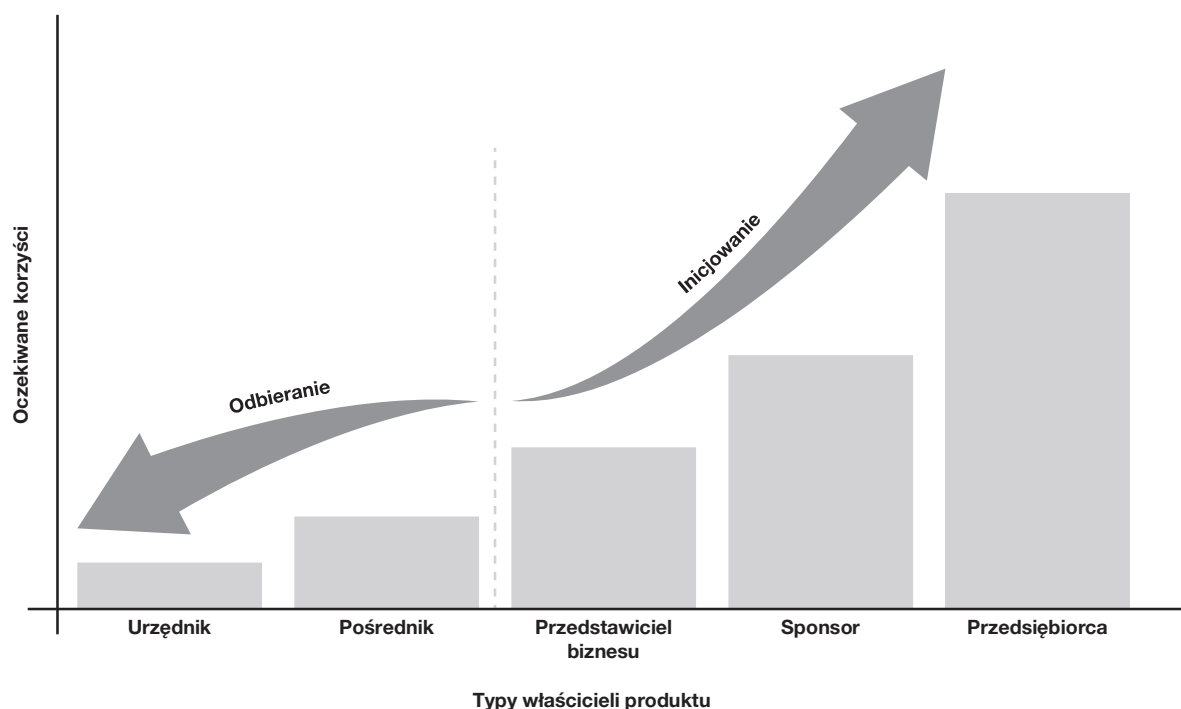 Oczekiwane korzyści
Odbieranie
Inicjowanie
Urzędnik
Pośrednik
Przedstawiciel
biznesu
Sponsor
Przedsiębiorca
Typy właścicieli produktu